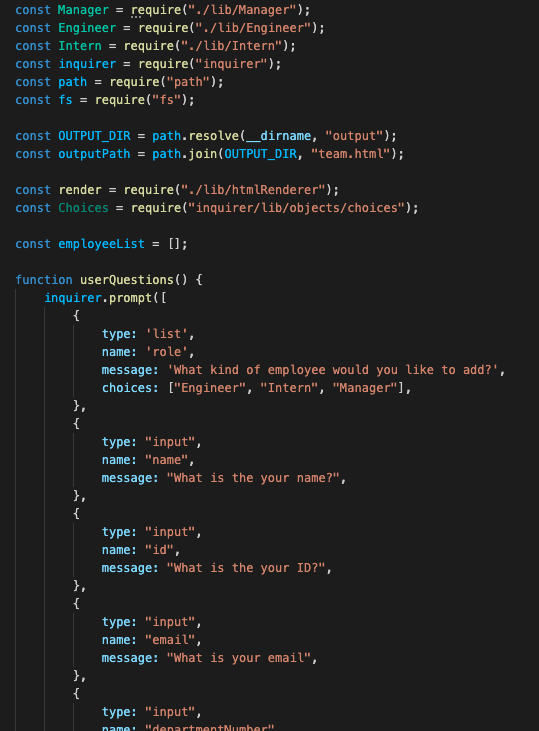 const Manager = require("./lib/Manager");
const Engineer = require("./lib/Engineer");
const Intern = require("./lib/Intern");
const inquirer = require("inquirer");
const path = require("path");
const fs = require("fs");

const OUTPUT_DIR = path.resolve(__dirname, "output");
const outputPath = path.join(OUTPUT_DIR, "team.html");

const render = require("./lib/htmlRenderer");
const Choices = require("inquirer/lib/objects/choices");

const employeeList = [];

function userQuestions() {
    inquirer.prompt([
        {
            type: 'list',
            name: 'role',
            message: 'What kind of employee would you like to add?',
            choices: ["Engineer", "Intern", "Manager"],
        },
        {
            type: "input",
            name: "name",
            message: "What is the your name?",
        },
        {
            type: "input",
            name: "id",
            message: "What is the your ID?",
        },
        {
            type: "input",
            name: "email",
            message: "What is your email",
        },
        {
            type: "input",
            name: "departmentNumber"